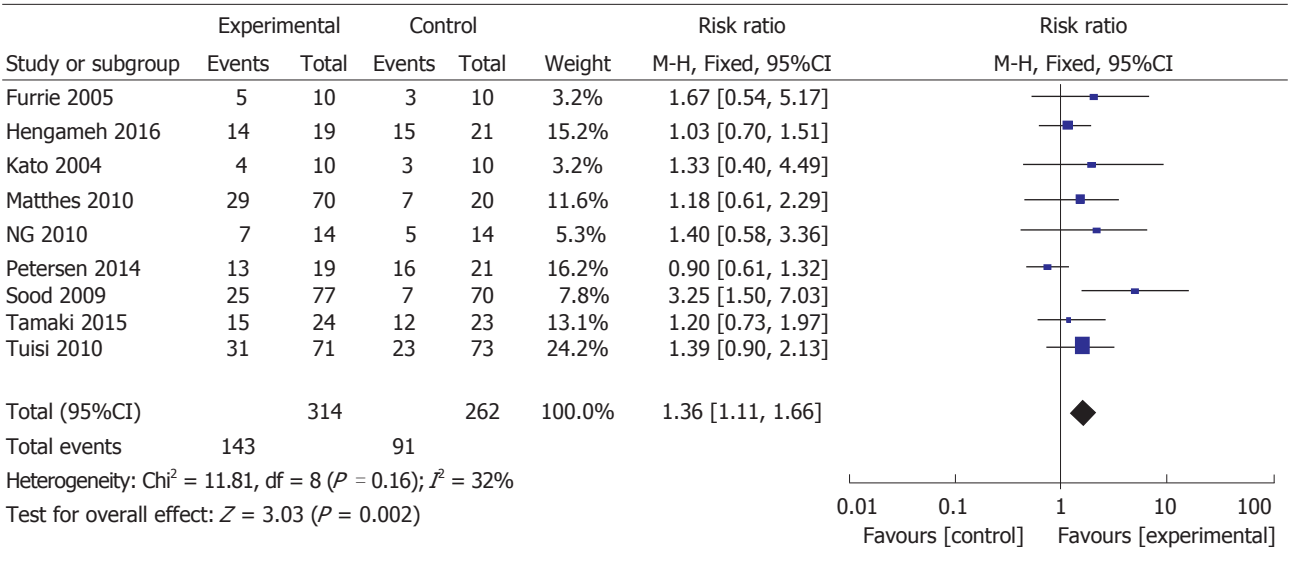 Experimental Control Risk ratio Risk ratio
Study or subgroup Events Total Events Total Weight M-H, Fixed, 95%CI M-H, Fixed, 95%CI
Furrie 2005 5 10 3 10 3.2% 1.67 [0.54, 5.17]
Hengameh 2016 14 19 15 21 15.2% 1.03 [0.70, 1.51]
Kato 2004 4 10 3 10 3.2% 1.33 [0.40, 4.49]
Matthes 2010 29 70 7 20 11.6% 1.18 [0.61, 2.29]
NG 2010 7 14 5 14 5.3% 1.40 [0.58, 3.36]
Petersen 2014 13 19 16 21 16.2% 0.90 [0.61, 1.32]
Sood 2009 25 77 7 70 7.8% 3.25 [1.50, 7.03]
Tamaki 2015 15 24 12 23 13.1% 1.20 [0.73, 1.97]
Tuisi 2010 31 71 23 73 24.2% 1.39 [0.90, 2.13]
Total (95%CI) 314 262 100.0% 1.36 [1.11, 1.66]
Total events 143 91
Heterogeneity: Chi² = 11.81, df = 8 (P = 0.16); I² = 32%
Test for overall effect: Z = 3.03 (P = 0.002)
0.01 0.1 1 10 100
Favours [control] Favours [experimental]